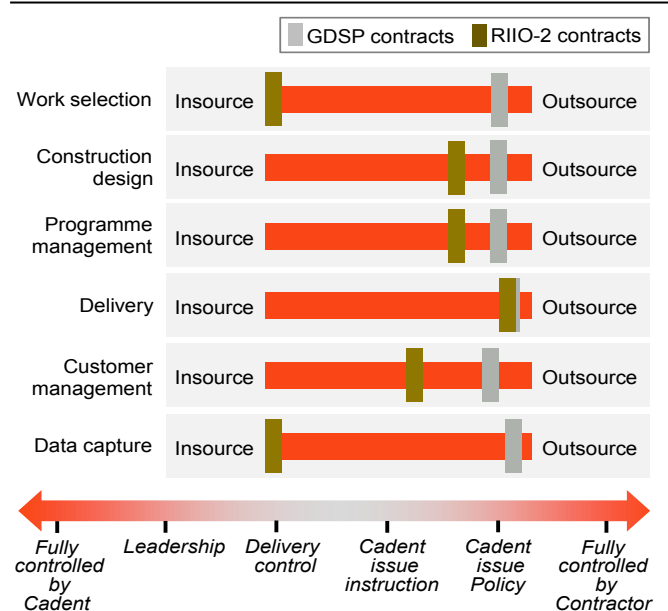 GDSP contracts RIIO-2 contracts
Work selection Insource Outsource
Construction
design
Insource Outsource
Programme
management
Insource Outsource
Delivery Insource Outsource
Customer
management
Insource Outsource
Data capture Insource Outsource
Fully
controlled
by
Cadent
Leadership
Delivery
control
Cadent
issue
instruction
Cadent
issue
Policy
Fully
controlled by
Contractor